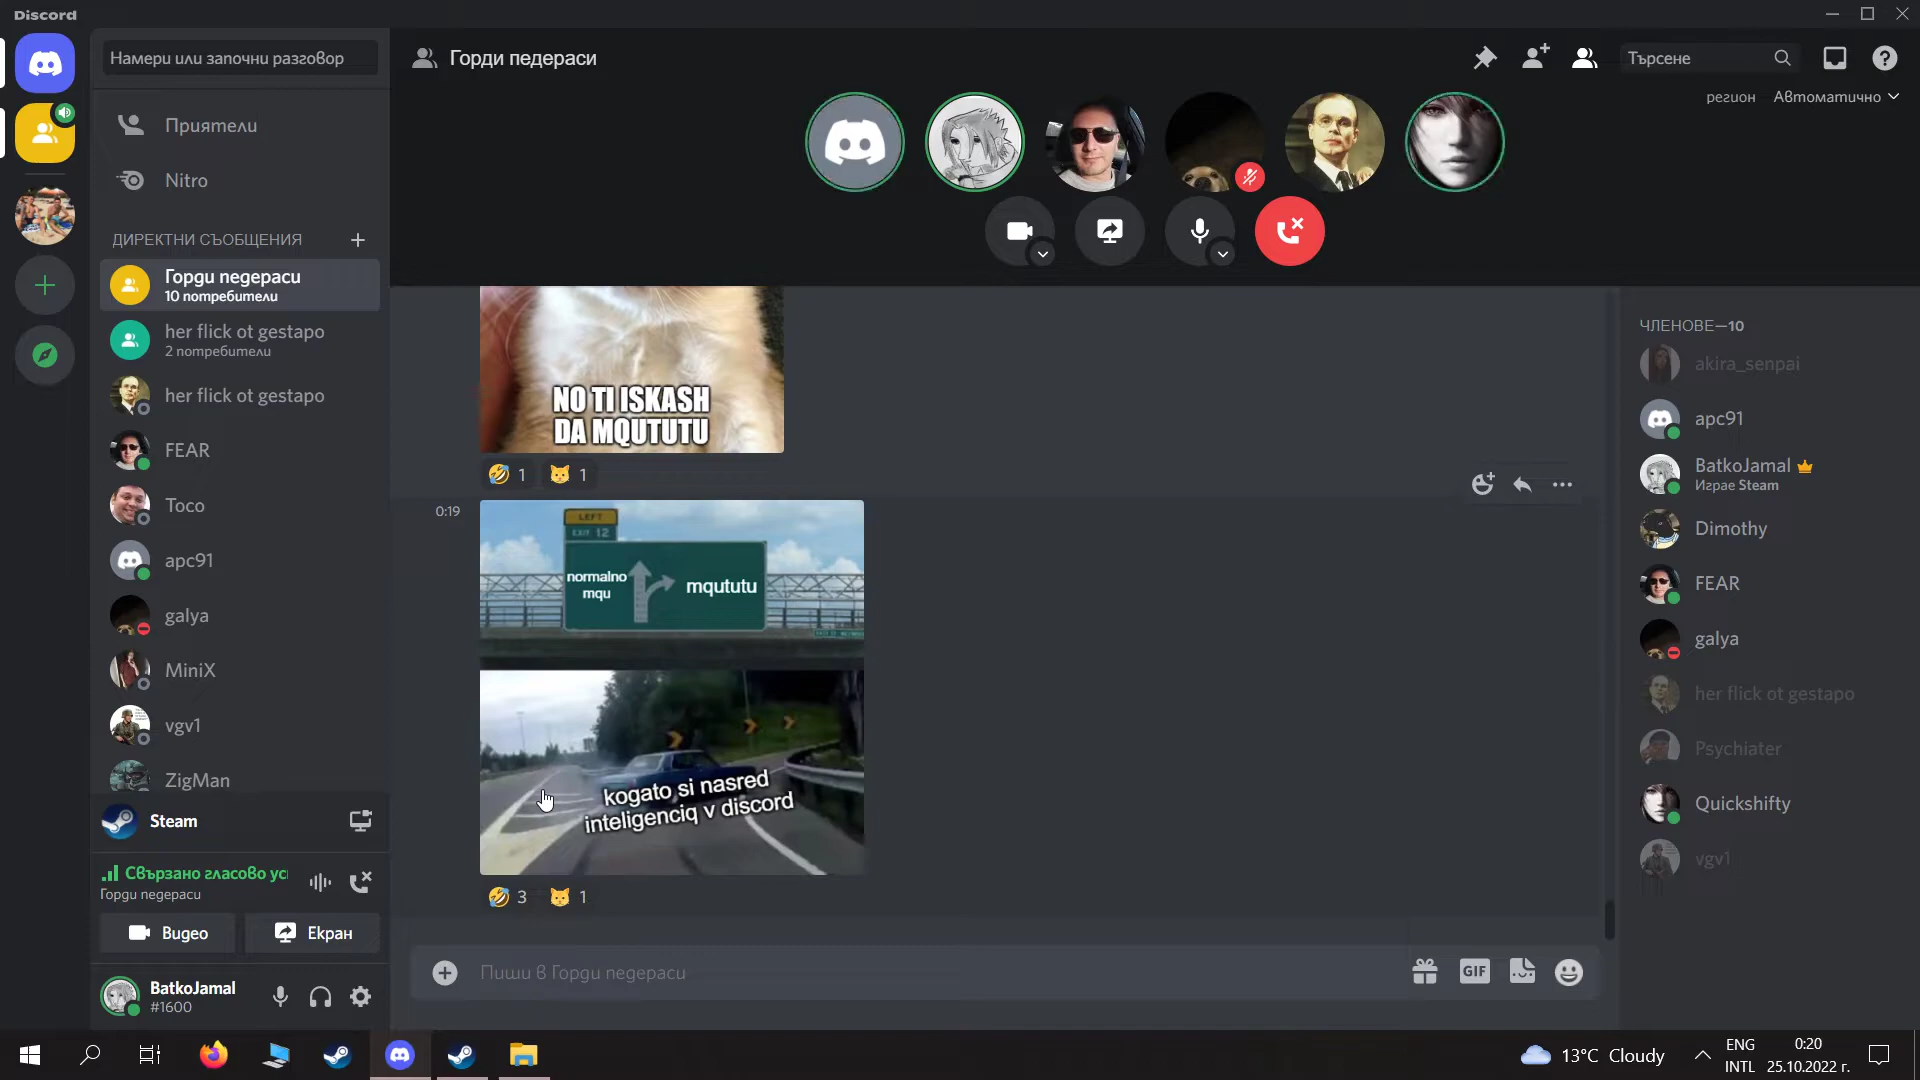 Discord
Намери или започни разговор
Приятели
Nitro
ДИРЕКТНИ СЪОБЩЕНИЯ
Горди педераси
10 потребители
her flick ot gestapo
2 потребители
her flick ot gestapo
FEAR
Toco
apc91
galya
MiniX
vgv1
ZigMan
Steam
Свързано гласово ус
Горди педераси
Видео
Екран
BatkoJamal
#1600
Горди педераси
Търсене
регион
Автоматично
NO TI ISKASH
DA MQUTUTU
1
1
0:19
LEFT
EXIT 12
normalno
mqu
mqututu
kogato si nasred
inteligenciq v discord
3
1
Пиши в Горди педераси
GIF
ЧЛЕНОВЕ—10
akira_senpai
apc91
BatkoJamal
Играе Steam
Dimothy
FEAR
galya
her flick ot gestapo
Psychiater
Quickshifty
vgv1
13°C Cloudy
ENG
INTL
0:20
25.10.2022 г.